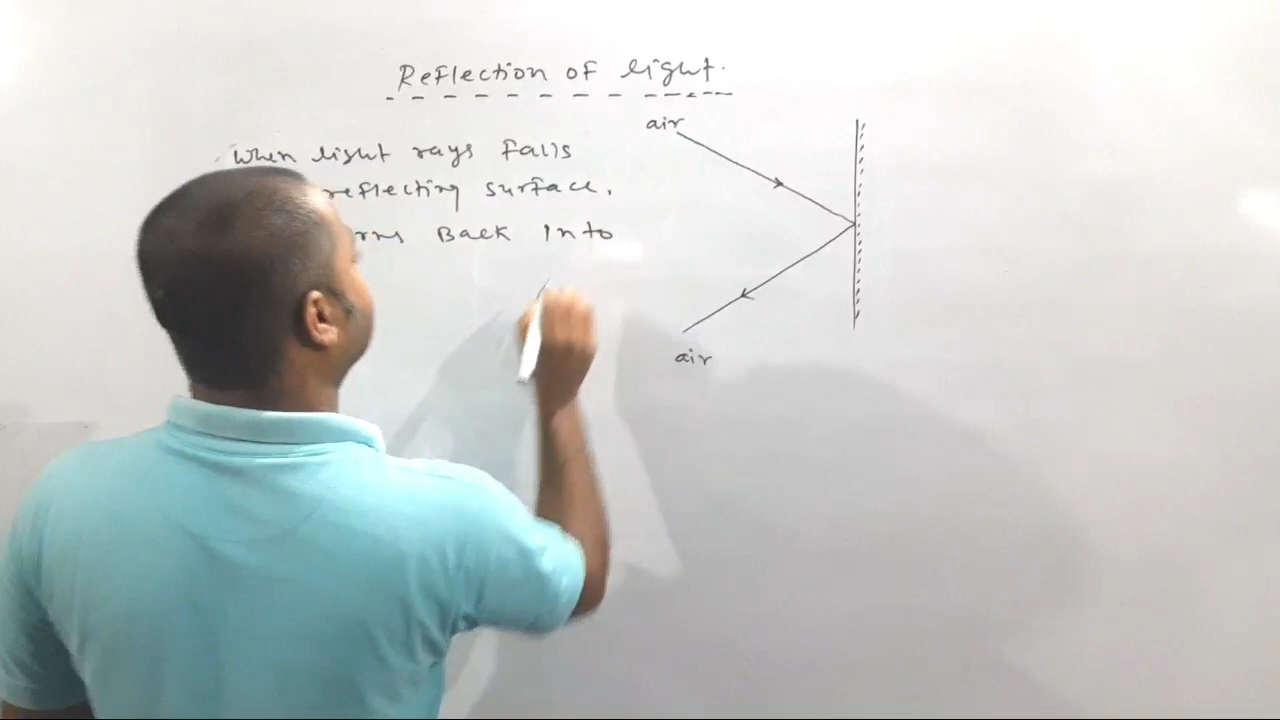 Reflection of light.
air
When light rays falls
reflecting surface.
Back Into
air